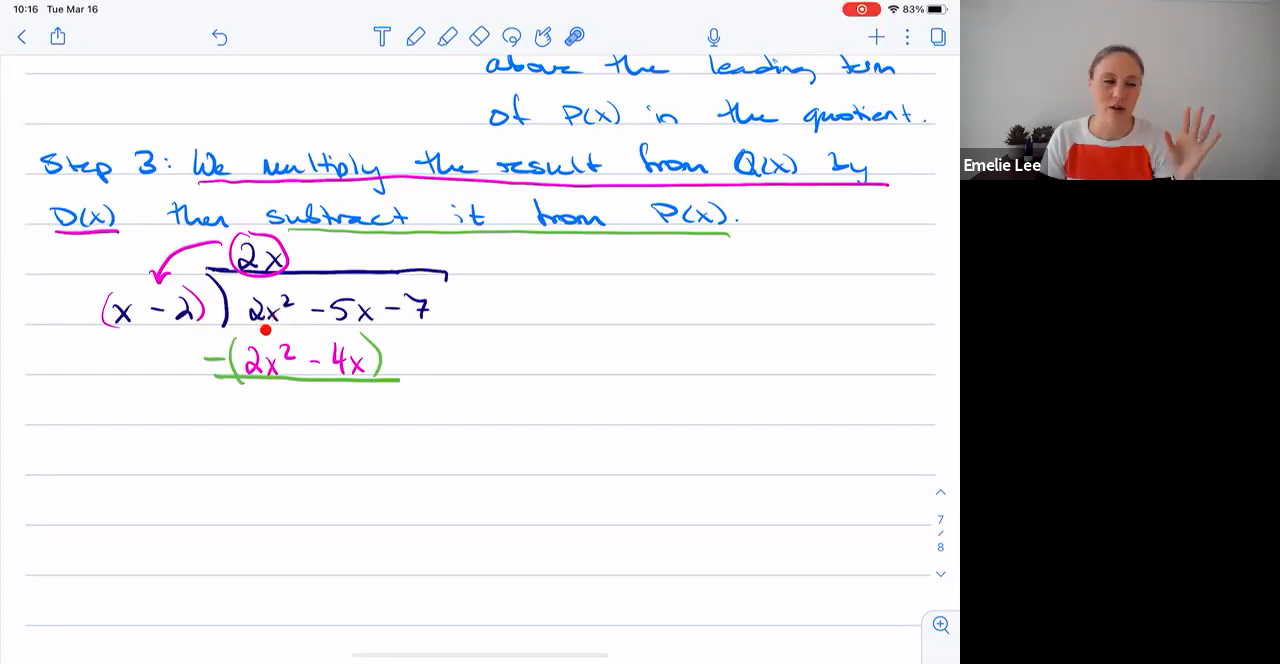 10:16 Tue Mar 16
83%
above the leading term
of P(x) in the quotient.
Step 3: We multiply the result from Q(x) by
D(x) then subtract it from P(x).
2x
(x - 2) ) 2x² - 5x - 7
-(2x² - 4x)
Emelie Lee
7
/
8